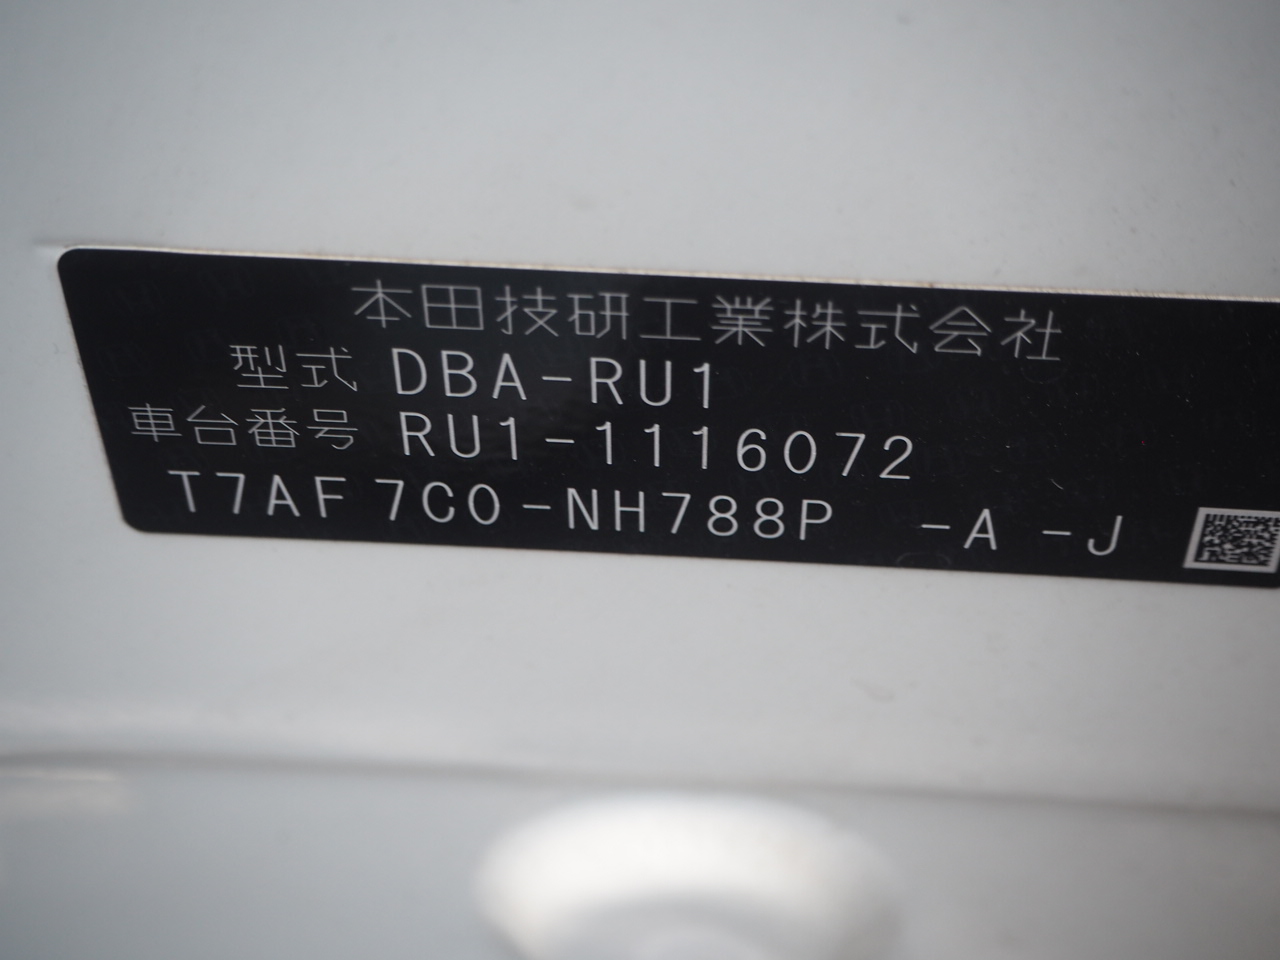 本田技研工業株式会社
型式 DBA-RU1
車台番号 RU1-1116072
T7AF 7C0-NH788P -A -J